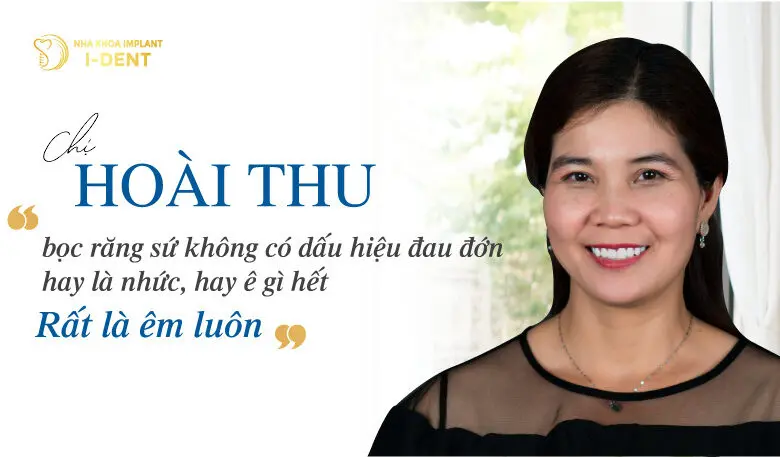 NHA KHOA IMPLANT
I-DENT
chị
HOÀI THU
“
bọc răng sứ không có dấu hiệu đau đớn
hay là nhức, hay ê gì hết
Rất là êm luôn ”